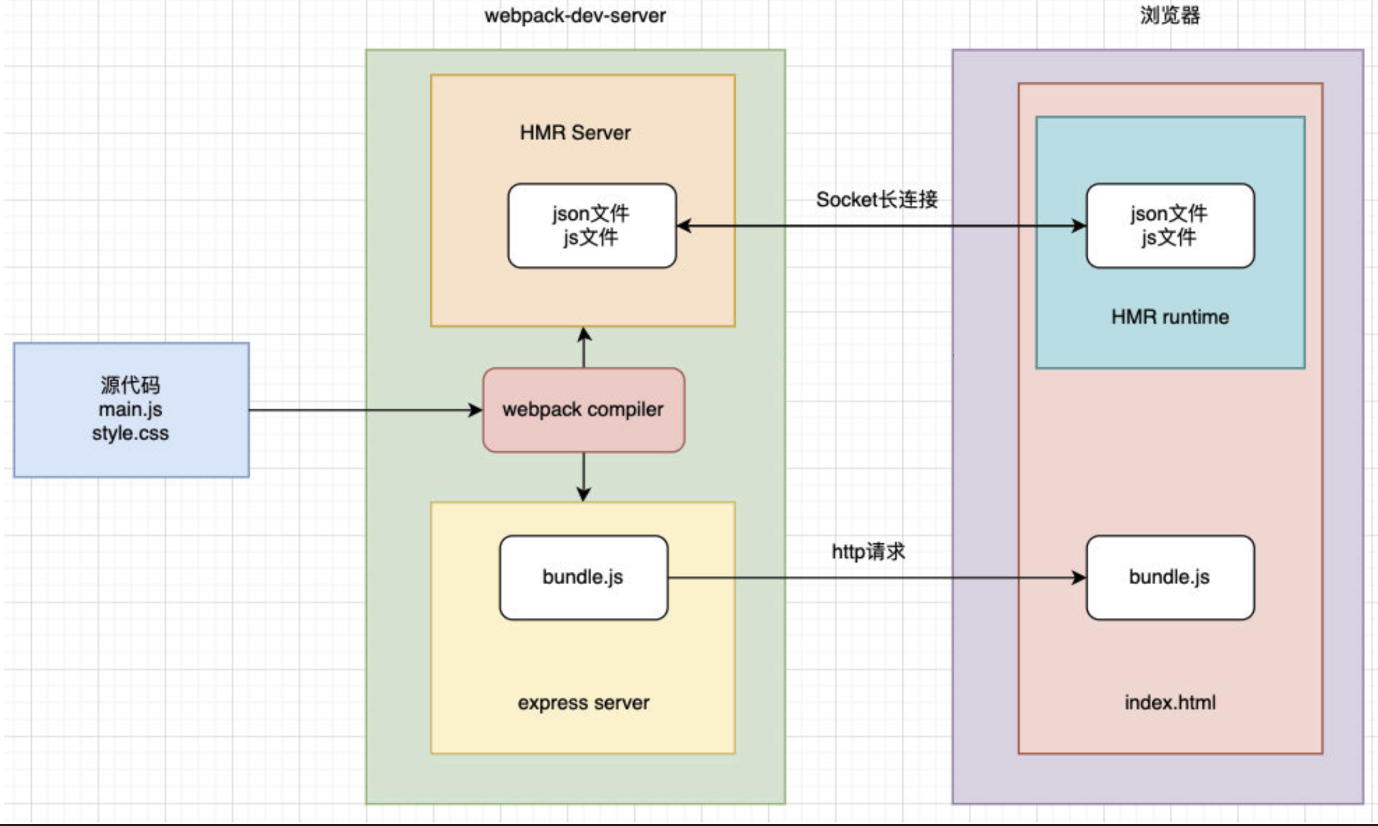 webpack-dev-server
浏览器
HMR Server
json文件
js文件
Socket长连接
json文件
js文件
HMR runtime
源代码
main.js
style.css
webpack compiler
bundle.js
http请求
bundle.js
express server
index.html